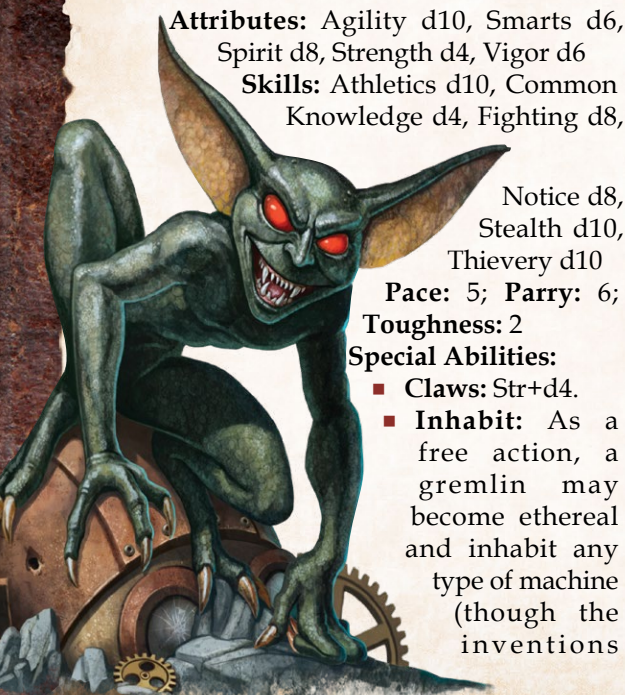 Attributes: Agility d10, Smarts d6,
Spirit d8, Strength d4, Vigor d6
Skills: Athletics d10, Common
Knowledge d4, Fighting d8,
Notice d8,
Stealth d10,
Thievery d10
Pace: 5; Parry: 6;
Toughness: 2
Special Abilities:
■ Claws: Str+d4.
■ Inhabit: As a
free action, a
gremlin may
become ethereal
and inhabit any
type of machine
(though the
inventions